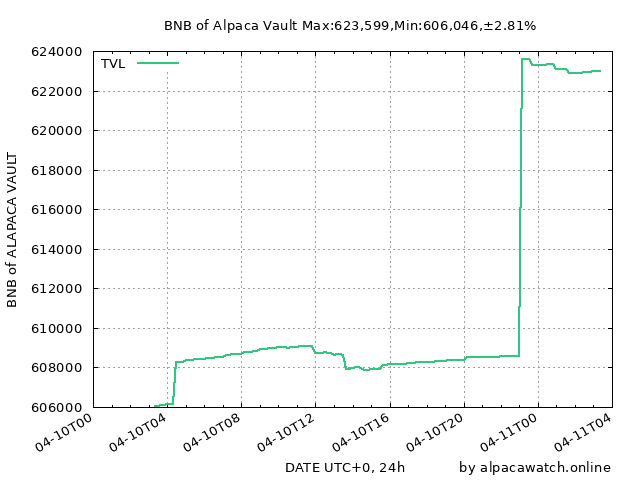 BNB of Alpaca Vault Max:623,599,Min:606,046,±2.81%
TVL
BNB of ALAPACA VAULT
624000
622000
620000
618000
616000
614000
612000
610000
608000
606000
04-10T00
04-10T04
04-10T08
04-10T12
04-10T16
04-10T20
04-11T00
04-11T04
DATE UTC+0, 24h
by alpacawatch.online